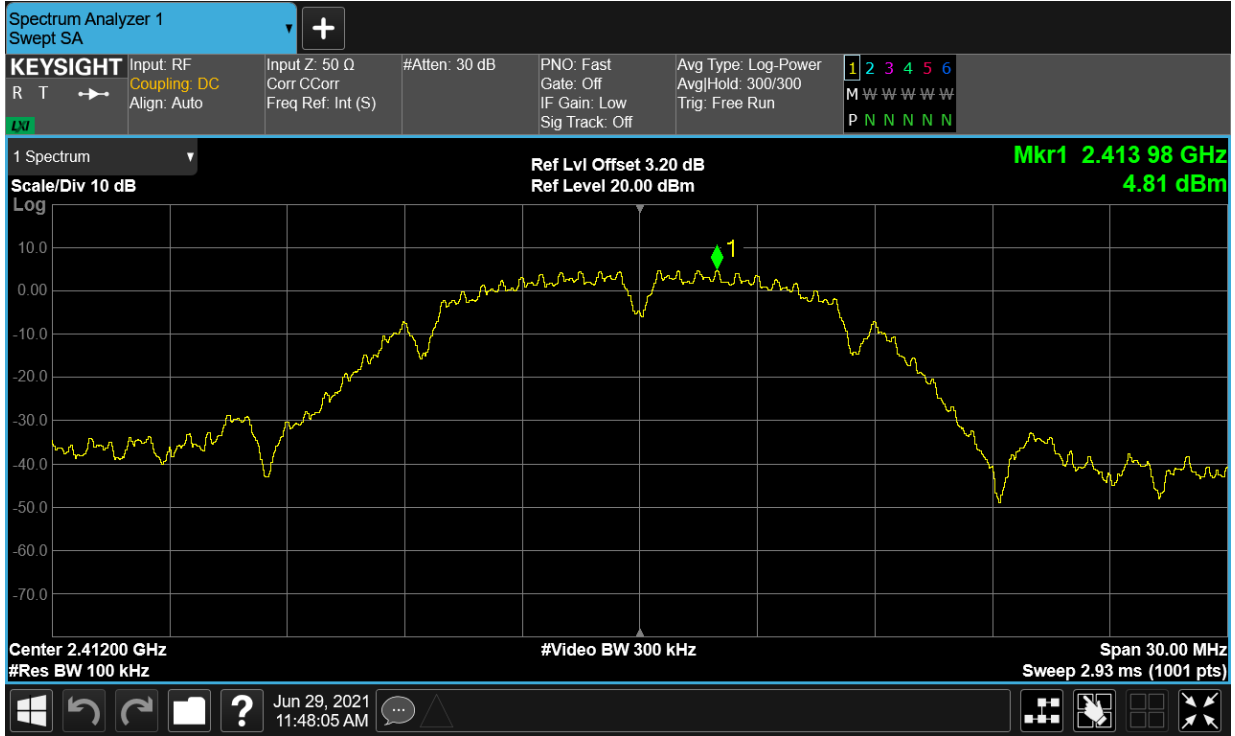 Spectrum Analyzer 1
Swept SA
KEYSIGHT
R T
LXI
Input: RF
Coupling: DC
Align: Auto
Input Z: 50 Ω
Corr CCorr
Freq Ref: Int (S)
#Atten: 30 dB
PNO: Fast
Gate: Off
IF Gain: Low
Sig Track: Off
Avg Type: Log-Power
Avg|Hold: 300/300
Trig: Free Run
1 2 3 4 5 6
M W W W W W
P N N N N N
1 Spectrum
Scale/Div 10 dB
Log
Ref Lvl Offset 3.20 dB
Ref Level 20.00 dBm
Mkr1 2.413 98 GHz
4.81 dBm
1
10.0
0.00
-10.0
-20.0
-30.0
-40.0
-50.0
-60.0
-70.0
Center 2.41200 GHz
#Res BW 100 kHz
#Video BW 300 kHz
Span 30.00 MHz
Sweep 2.93 ms (1001 pts)
?
Jun 29, 2021
11:48:05 AM